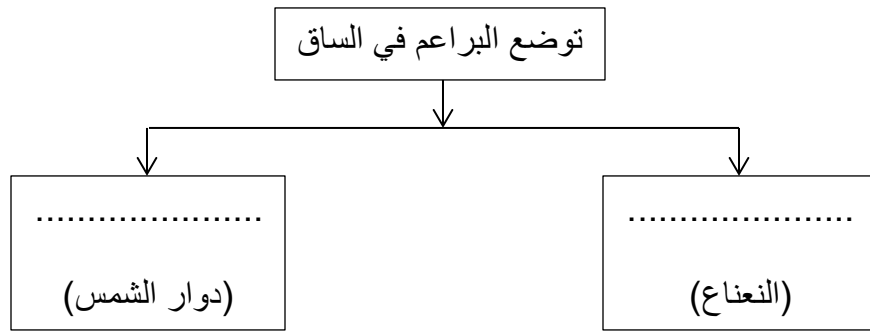 توضع البراعم في الساق
......................
(النعناع)
......................
(دوار الشمس)